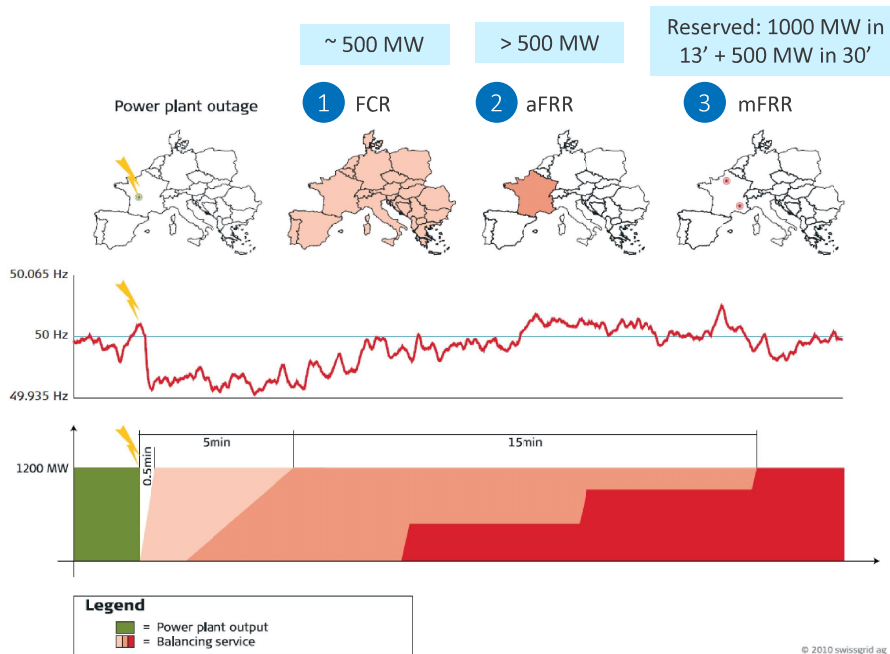 ~ 500 MW
> 500 MW
Reserved: 1000 MW in
13’ + 500 MW in 30’
Power plant outage
1 FCR
2 aFRR
3 mFRR
50.065 Hz
50 Hz
49.935 Hz
5min
15min
0.5min
1200 MW
Legend
= Power plant output
= Balancing service
© 2010 swissgrid ag